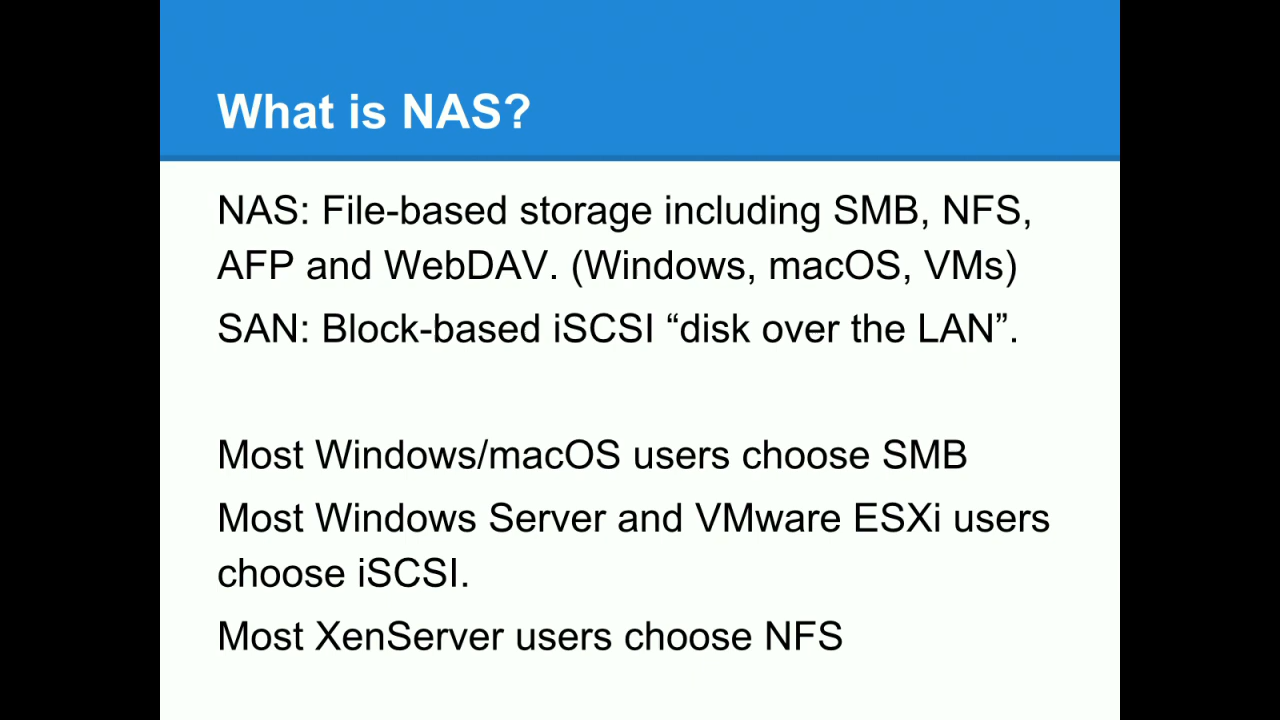 What is NAS?
NAS: File-based storage including SMB, NFS,
AFP and WebDAV. (Windows, macOS, VMs)
SAN: Block-based iSCSI “disk over the LAN”.
Most Windows/macOS users choose SMB
Most Windows Server and VMware ESXi users
choose iSCSI.
Most XenServer users choose NFS